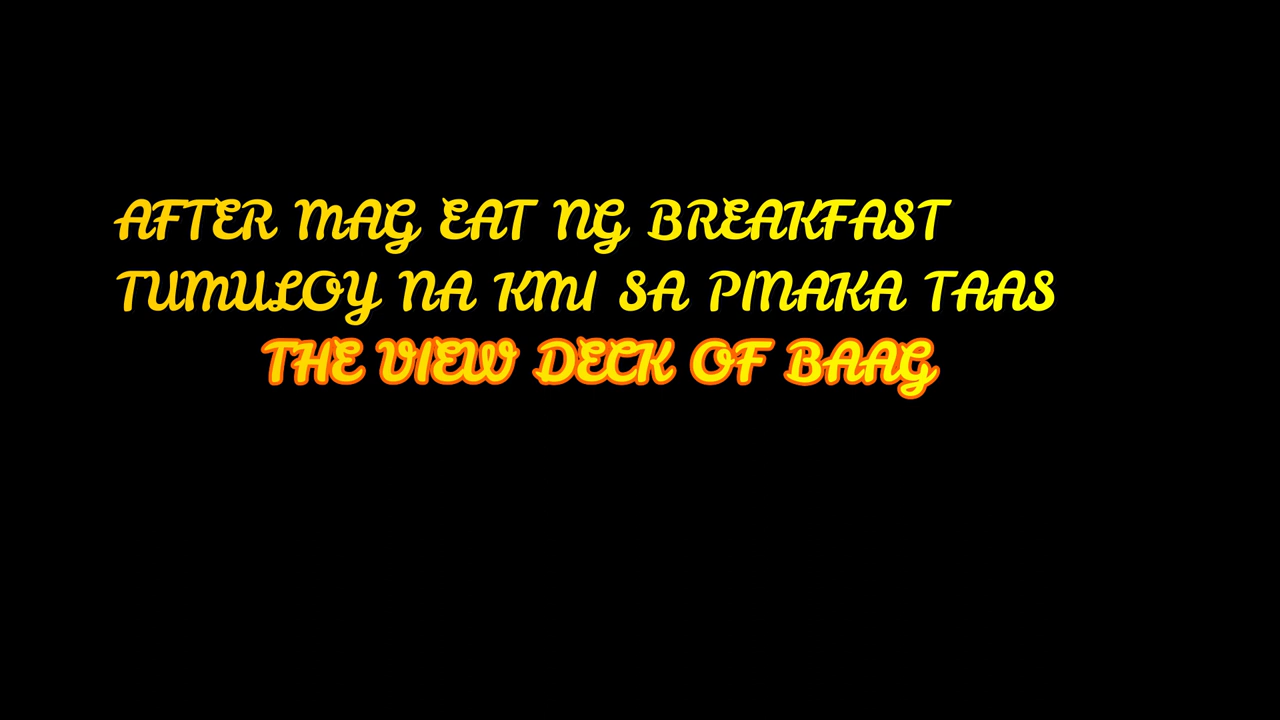 AFTER MAG EAT NG BREAKFAST
TUMULOY NA KMI SA PINAKA TAAS
THE VIEW DECK OF BAAG